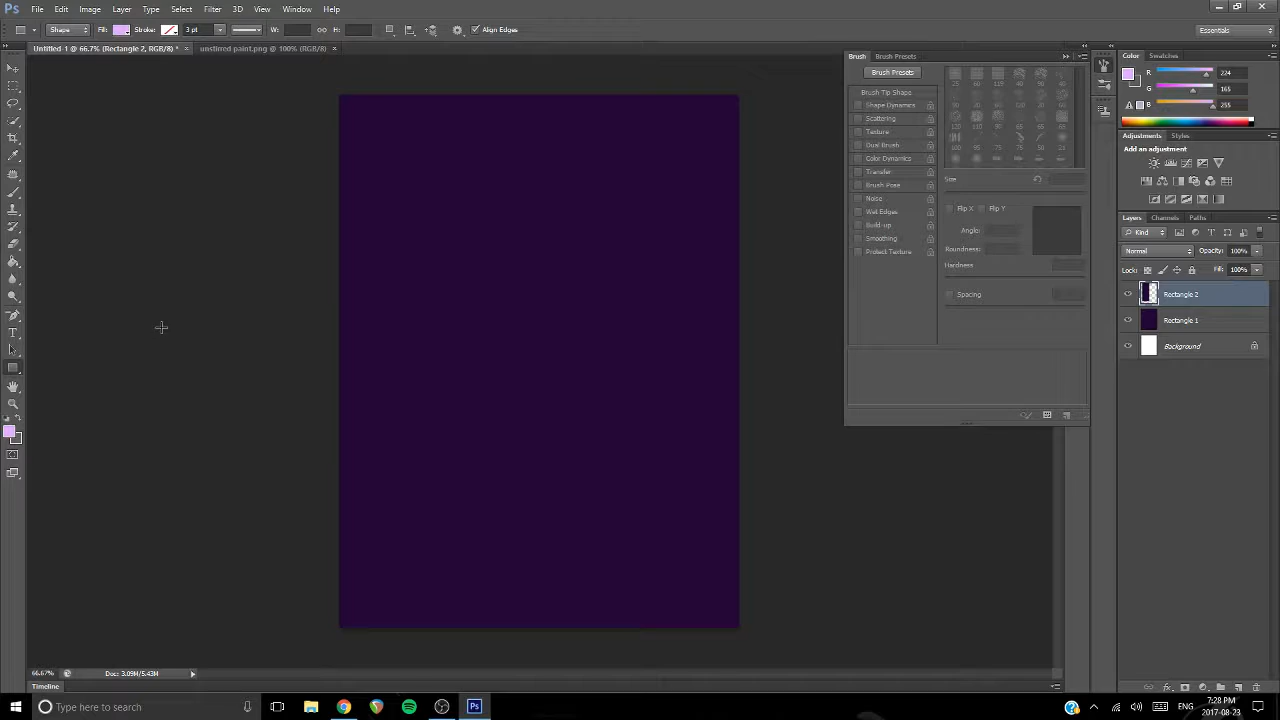 Ps File Edit Image Layer Type Select Filter 3D View Window Help
Shape Fill: Stroke: 3 pt W: H: Align Edges Essentials
Untitled-1 @ 66.7% (Rectangle 2, RGB/8) * × unstirred paint.png @ 100% (RGB/8) ×
Brush Brush Presets
Brush Presets
Brush Tip Shape
Shape Dynamics
Scattering
Texture
Dual Brush
Color Dynamics
Transfer
Brush Pose
Noise
Wet Edges
Build-up
Smoothing
Protect Texture
Size
Flip X Flip Y
Angle:
Roundness:
Hardness
Spacing
Color Swatches
R 224
G 165
B 255
Adjustments Styles
Add an adjustment
Layers Channels Paths
Kind
Normal Opacity: 100%
Lock: Fill: 100%
Rectangle 2
Rectangle 1
Background
66.67% Doc: 3.09M/5.43M
Timeline
Type here to search
Ps
ENG 7:28 PM
2017-08-23